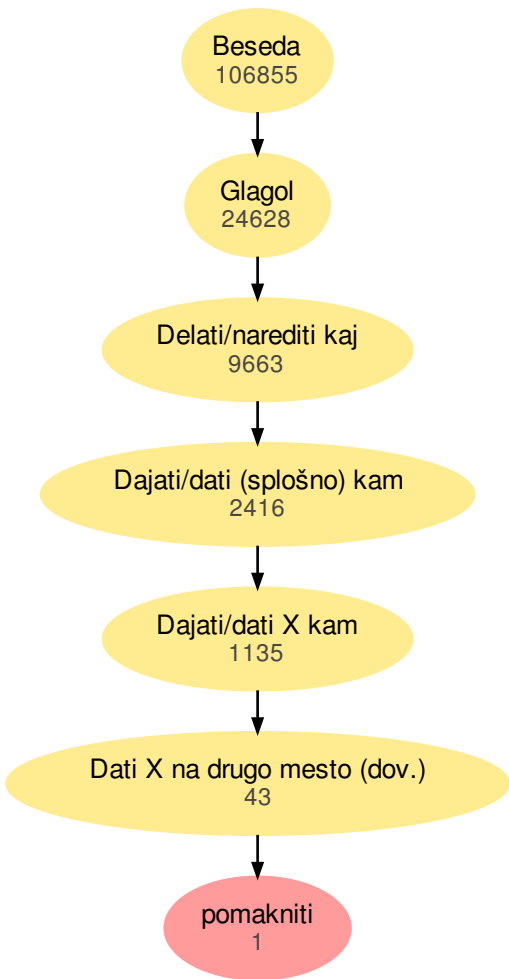 Beseda
106855
Glagol
24628
Delati/narediti kaj
9663
Dajati/dati (splošno) kam
2416
Dajati/dati X kam
1135
Dati X na drugo mesto (dov.)
43
pomakniti
1